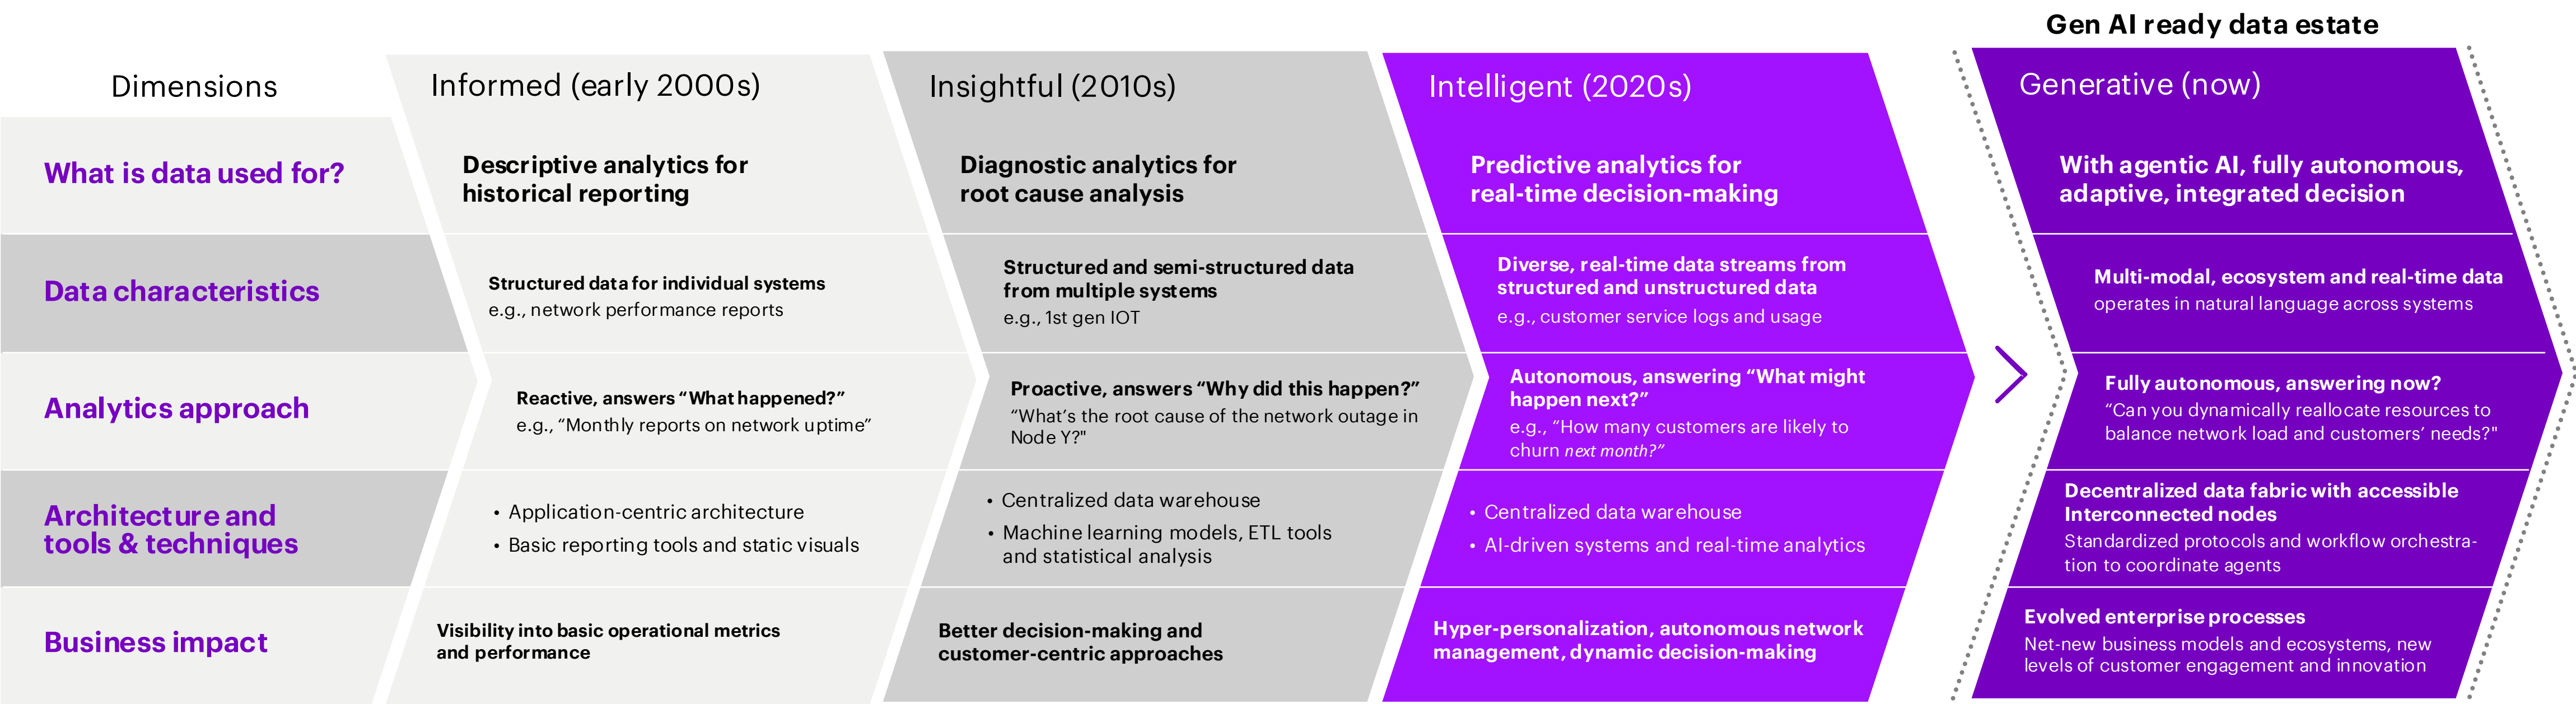 Gen AI ready data estate
Dimensions
Informed (early 2000s)
Insightful (2010s)
Intelligent (2020s)
Generative (now)
What is data used for?
Descriptive analytics for
historical reporting
Diagnostic analytics for
root cause analysis
Predictive analytics for
real-time decision-making
With agentic AI, fully autonomous,
adaptive, integrated decision
Data characteristics
Structured data for individual systems
e.g., network performance reports
Structured and semi-structured data
from multiple systems
e.g., 1st gen IOT
Diverse, real-time data streams from
structured and unstructured data
e.g., customer service logs and usage
Multi-modal, ecosystem and real-time data
operates in natural language across systems
Analytics approach
Reactive, answers “What happened?”
e.g., “Monthly reports on network uptime”
Proactive, answers “Why did this happen?”
“What’s the root cause of the network outage in
Node Y?"
Autonomous, answering “What might
happen next?”
e.g., “How many customers are likely to
churn next month?”
Fully autonomous, answering now?
“Can you dynamically reallocate resources to
balance network load and customers’ needs?"
Architecture and
tools & techniques
• Application-centric architecture
• Basic reporting tools and static visuals
• Centralized data warehouse
• Machine learning models, ETL tools
and statistical analysis
• Centralized data warehouse
• AI-driven systems and real-time analytics
Decentralized data fabric with accessible
Interconnected nodes
Standardized protocols and workflow orchestra-
tion to coordinate agents
Business impact
Visibility into basic operational metrics
and performance
Better decision-making and
customer-centric approaches
Hyper-personalization, autonomous network
management, dynamic decision-making
Evolved enterprise processes
Net-new business models and ecosystems, new
levels of customer engagement and innovation